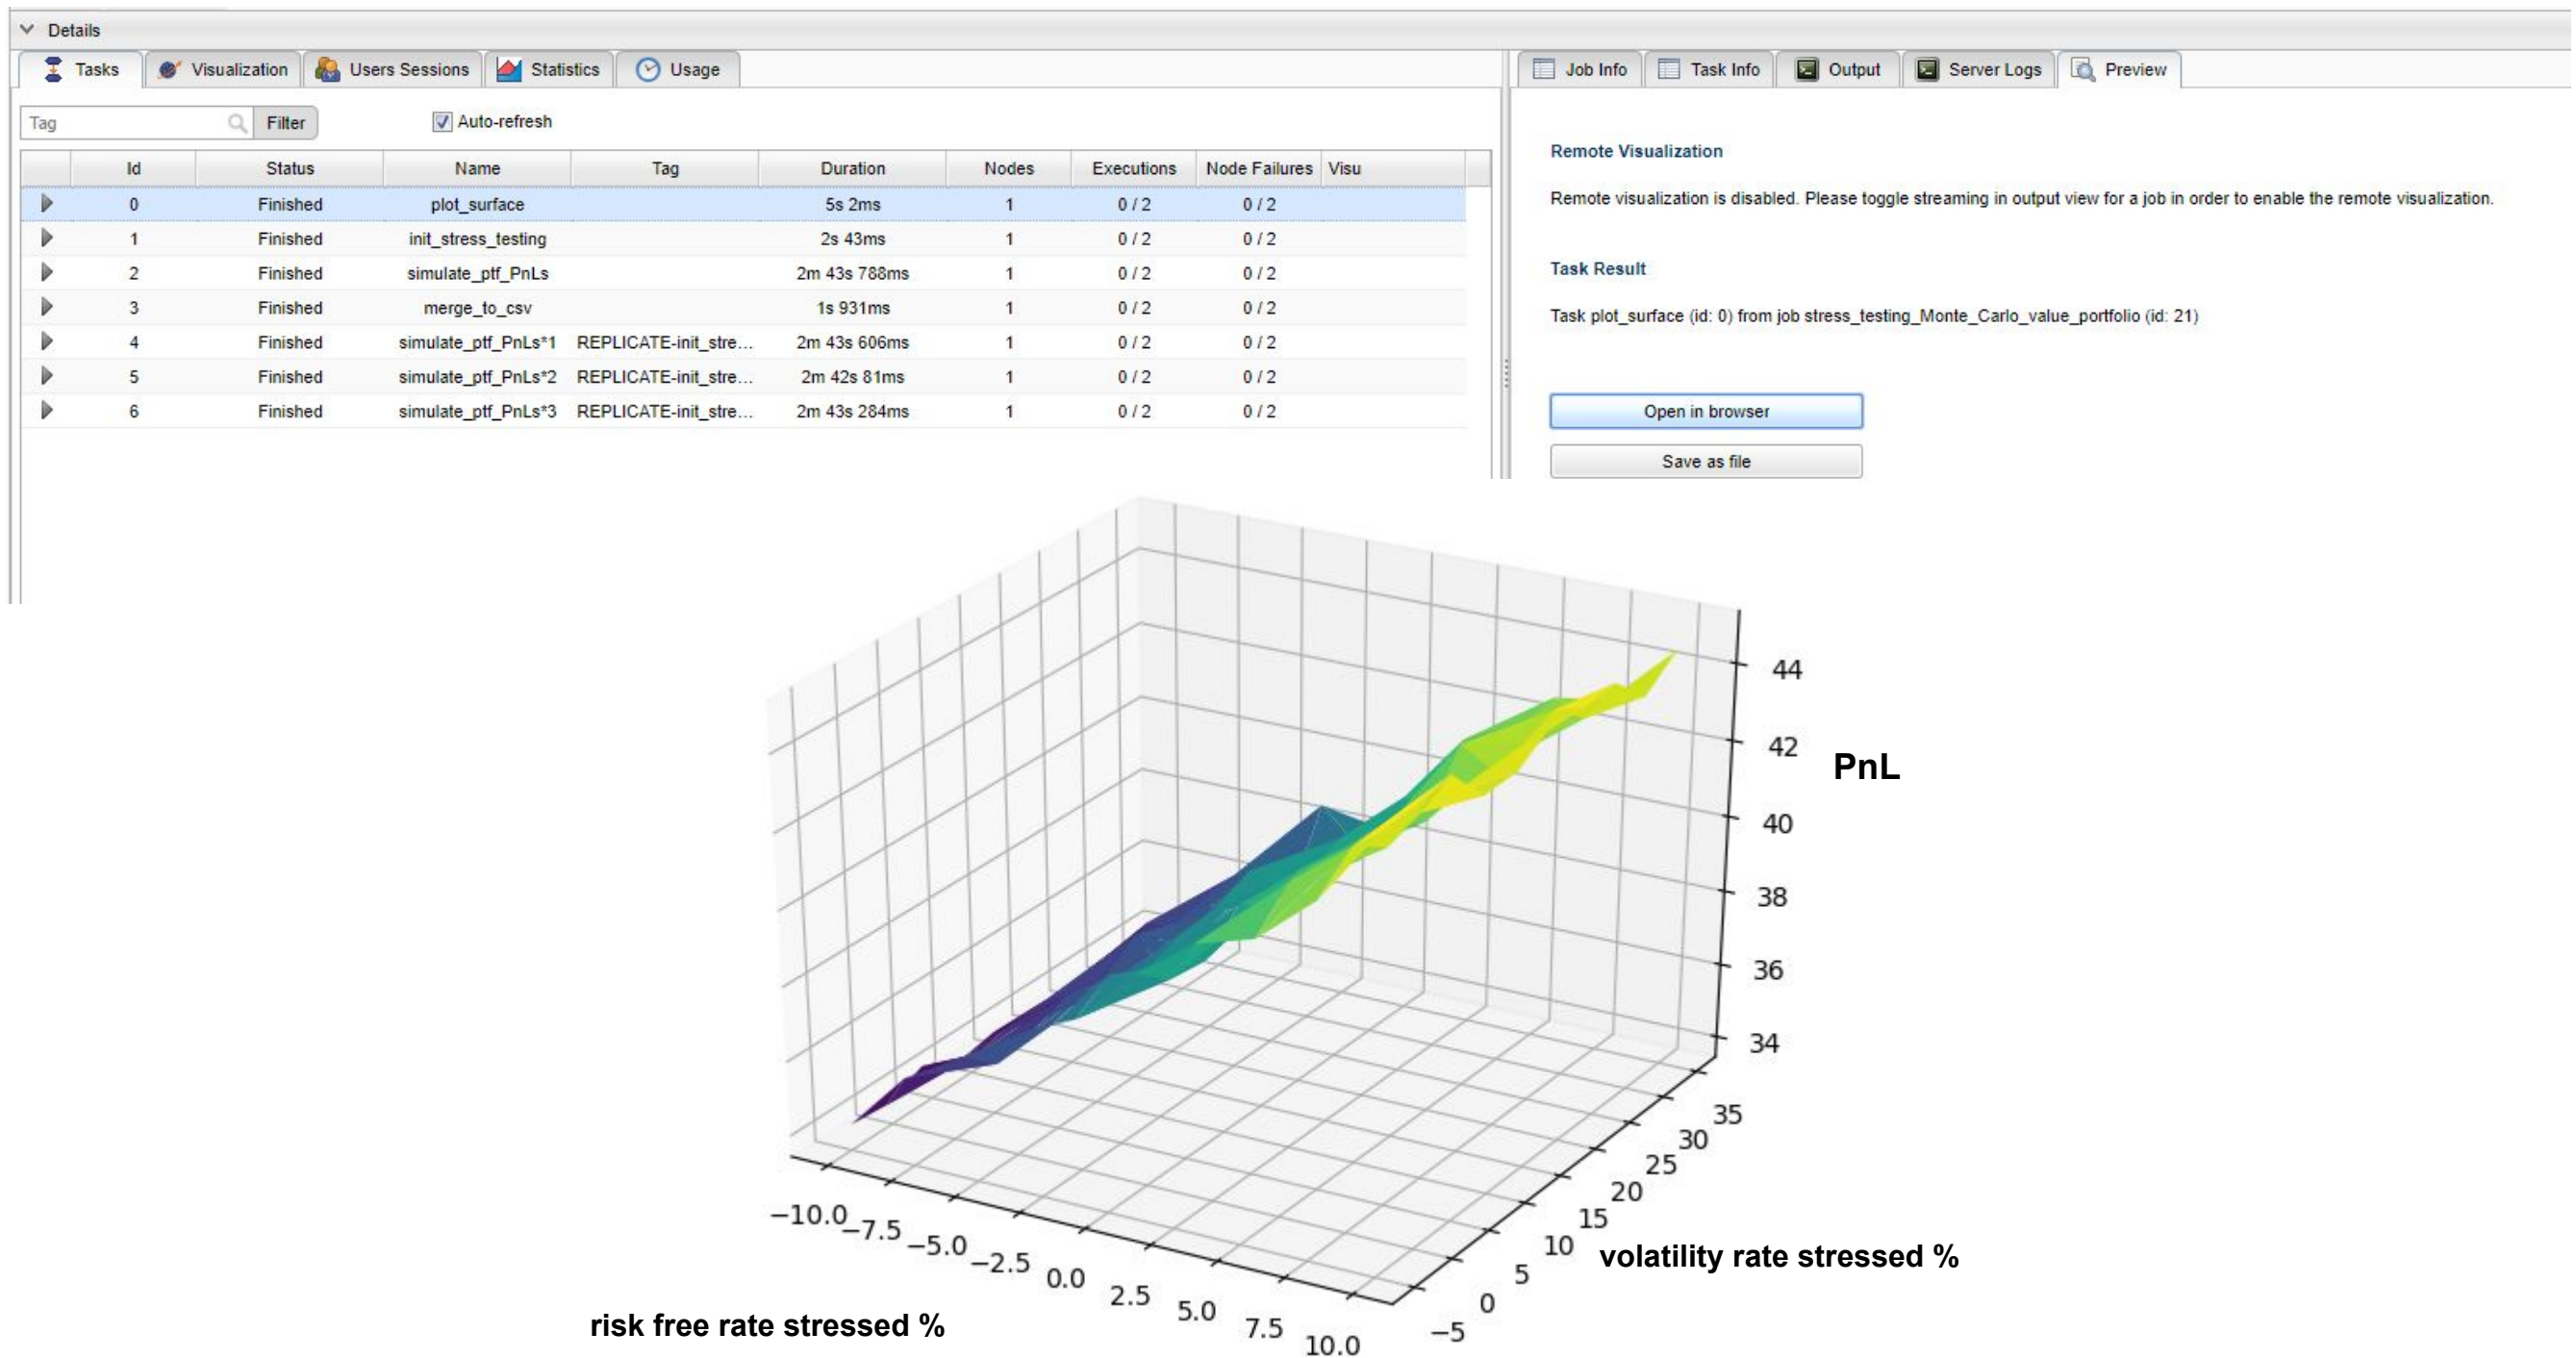 Details
Tasks Visualization Users Sessions Statistics Usage
Tag Filter Auto-refresh
Id Status Name Tag Duration Nodes Executions Node Failures Visu
0 Finished plot_surface 5s 2ms 1 0 / 2 0 / 2
1 Finished init_stress_testing 2s 43ms 1 0 / 2 0 / 2
2 Finished simulate_ptf_PnLs 2m 43s 788ms 1 0 / 2 0 / 2
3 Finished merge_to_csv 1s 931ms 1 0 / 2 0 / 2
4 Finished simulate_ptf_PnLs*1 REPLICATE-init_stre... 2m 43s 606ms 1 0 / 2 0 / 2
5 Finished simulate_ptf_PnLs*2 REPLICATE-init_stre... 2m 42s 81ms 1 0 / 2 0 / 2
6 Finished simulate_ptf_PnLs*3 REPLICATE-init_stre... 2m 43s 284ms 1 0 / 2 0 / 2
Job Info Task Info Output Server Logs Preview
Remote Visualization
Remote visualization is disabled. Please toggle streaming in output view for a job in order to enable the remote visualization.
Task Result
Task plot_surface (id: 0) from job stress_testing_Monte_Carlo_value_portfolio (id: 21)
Open in browser
Save as file
44
42
PnL
40
38
36
34
35
30
25
20
15
10
5
0
−5
volatility rate stressed %
−10.0
−7.5
−5.0
−2.5
0.0
2.5
5.0
7.5
10.0
risk free rate stressed %